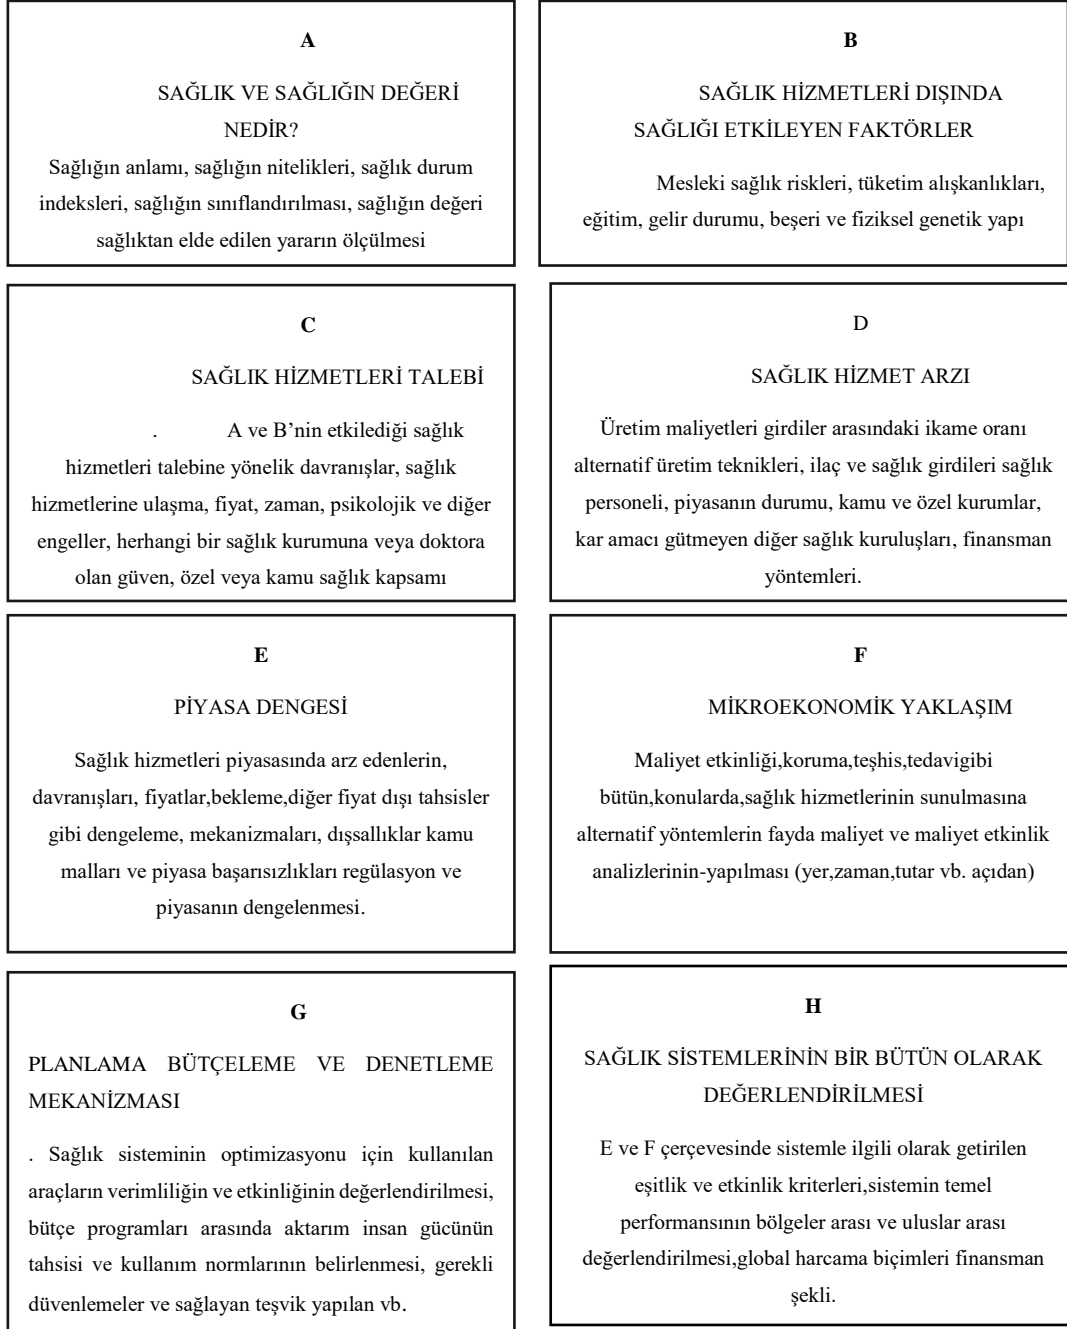 A
SAĞLIK VE SAĞLIĞIN DEĞERİ
NEDİR?
Sağlığın anlamı, sağlığın nitelikleri, sağlık durum
indeksleri, sağlığın sınıflandırılması, sağlığın değeri
sağlıktan elde edilen yararın ölçülmesi
B
SAĞLIK HİZMETLERİ DIŞINDA
SAĞLIĞI ETKİLEYEN FAKTÖRLER
Mesleki sağlık riskleri, tüketim alışkanlıkları,
eğitim, gelir durumu, beşeri ve fiziksel genetik yapı
C
SAĞLIK HİZMETLERİ TALEBİ
. A ve B’nin etkilediği sağlık
hizmetleri talebine yönelik davranışlar, sağlık
hizmetlerine ulaşma, fiyat, zaman, psikolojik ve diğer
engeller, herhangi bir sağlık kurumuna veya doktora
olan güven, özel veya kamu sağlık kapsamı
D
SAĞLIK HİZMET ARZI
Üretim maliyetleri girdiler arasındaki ikame oranı
alternatif üretim teknikleri, ilaç ve sağlık girdileri sağlık
personeli, piyasanın durumu, kamu ve özel kurumlar,
kar amacı gütmeyen diğer sağlık kuruluşları, finansman
yöntemleri.
E
PİYASA DENGESİ
Sağlık hizmetleri piyasasında arz edenlerin,
davranışları, fiyatlar,bekleme,diğer fiyat dışı tahsisler
gibi dengeleme, mekanizmaları, dışsallıklar kamu
malları ve piyasa başarısızlıkları regülasyon ve
piyasanın dengelenmesi.
F
MİKROEKONOMİK YAKLAŞIM
Maliyet etkinliği,koruma,teşhis,tedavigibi
bütün,konularda,sağlık hizmetlerinin sunulmasına
alternatif yöntemlerin fayda maliyet ve maliyet etkinlik
analizlerinin-yapılması (yer,zaman,tutar vb. açıdan)
G
PLANLAMA BÜTÇELEME VE DENETLEME
MEKANİZMASI
. Sağlık sisteminin optimizasyonu için kullanılan
araçların verimliliğin ve etkinliğinin değerlendirilmesi,
bütçe programları arasında aktarım insan gücünün
tahsisi ve kullanım normlarının belirlenmesi, gerekli
düzenlemeler ve sağlayan teşvik yapılan vb.
H
SAĞLIK SİSTEMLERİNİN BİR BÜTÜN OLARAK
DEĞERLENDİRİLMESİ
E ve F çerçevesinde sistemle ilgili olarak getirilen
eşitlik ve etkinlik kriterleri,sistemin temel
performansının bölgeler arası ve uluslar arası
değerlendirilmesi,global harcama biçimleri finansman
şekli.